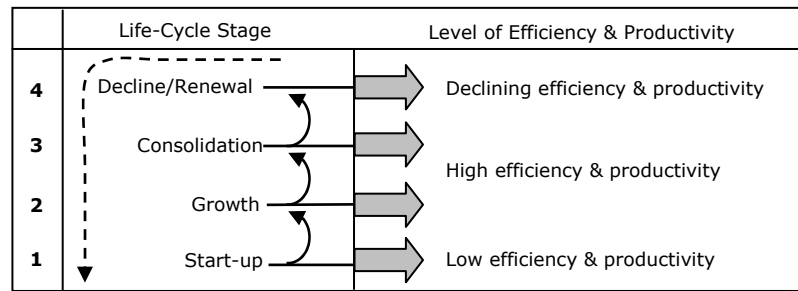 Life-Cycle Stage Level of Efficiency & Productivity
4 Decline/Renewal Declining efficiency & productivity
3 Consolidation
High efficiency & productivity
2 Growth
1 Start-up Low efficiency & productivity